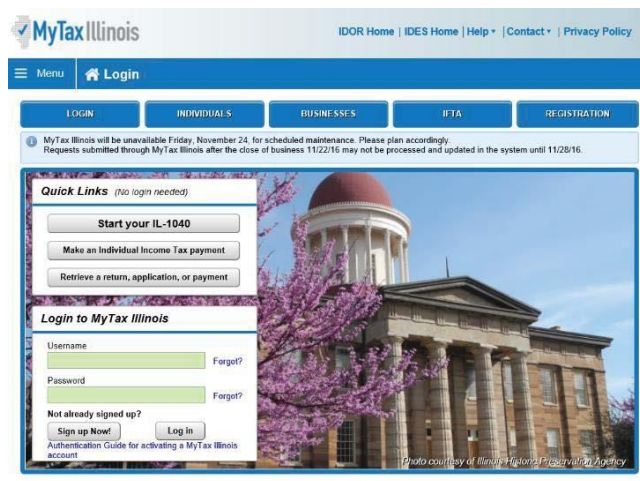 MyTax Illinois
IDOR Home | IDES Home | Help | Contact | Privacy Policy
Menu
Login
LOGIN
INDIVIDUALS
BUSINESSES
IFTA
REGISTRATION
MyTax Illinois will be unavailable Friday, November 24, for scheduled maintenance. Please plan accordingly.
Requests submitted through MyTax Illinois after the close of business 11/22/16 may not be processed and updated in the system until 11/28/16.
Quick Links (No login needed)
Start your IL-1040
Make an Individual Income Tax payment
Retrieve a return, application, or payment
Login to MyTax Illinois
Username
Forgot?
Password
Forgot?
Not already signed up?
Sign up Now!
Log in
Authentication Guide for activating a MyTax Illinois
account
Photo courtesy of Illinois Historic Preservation Agency